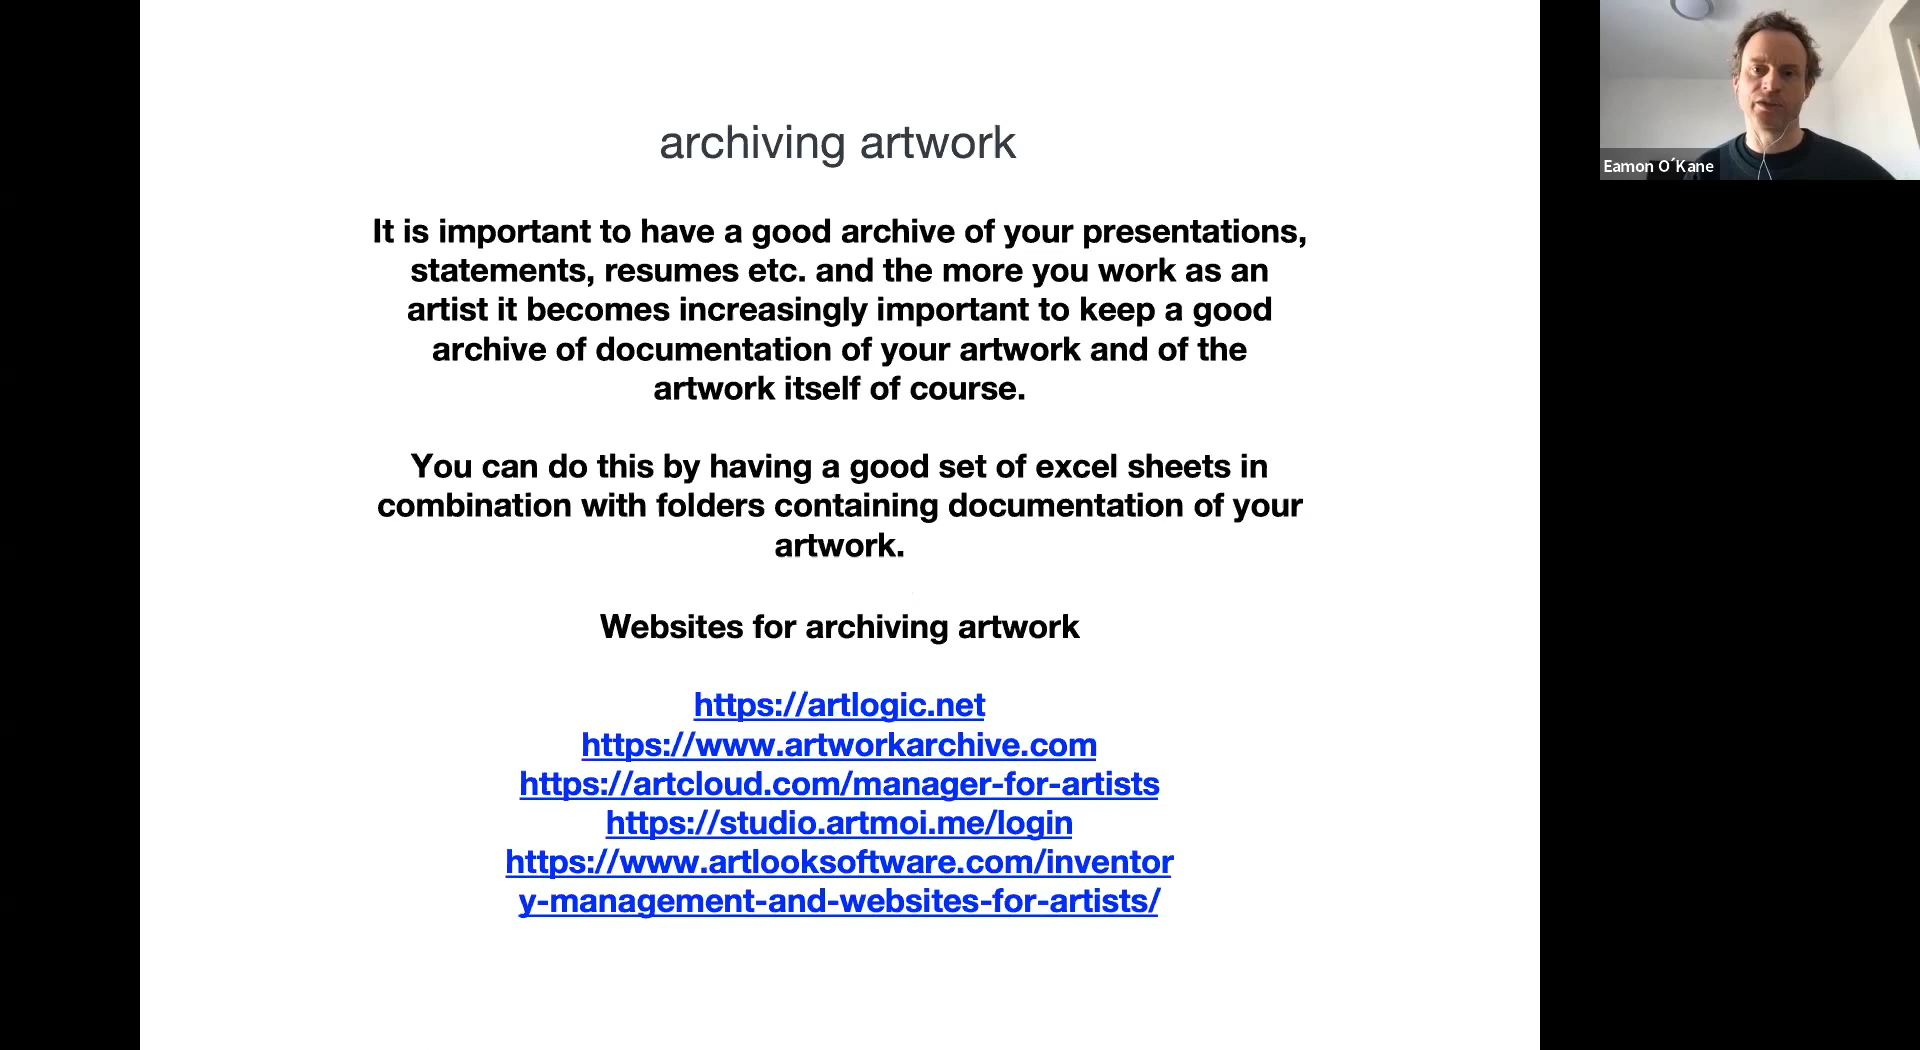 archiving artwork
It is important to have a good archive of your presentations,
statements, resumes etc. and the more you work as an
artist it becomes increasingly important to keep a good
archive of documentation of your artwork and of the
artwork itself of course.
You can do this by having a good set of excel sheets in
combination with folders containing documentation of your
artwork.
Websites for archiving artwork
https://artlogic.net
https://www.artworkarchive.com
https://artcloud.com/manager-for-artists
https://studio.artmoi.me/login
https://www.artlooksoftware.com/inventor
y-management-and-websites-for-artists/
Eamon O´Kane